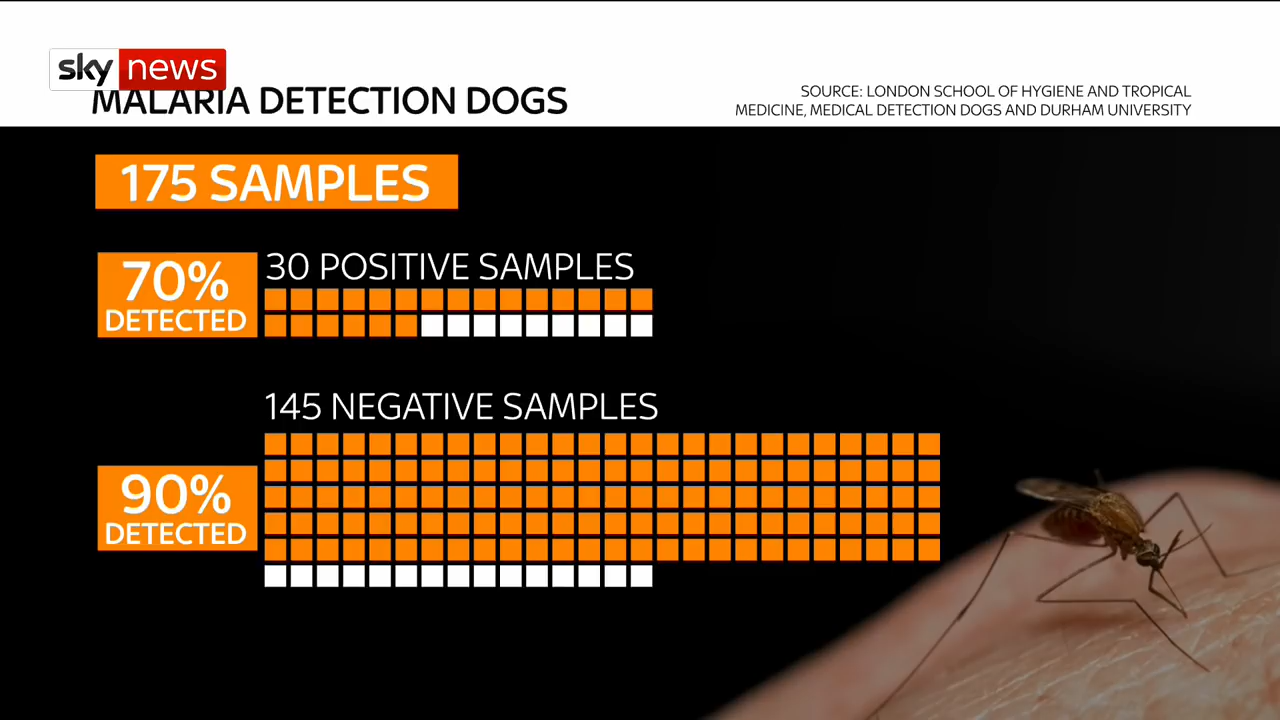 sky news
MALARIA DETECTION DOGS
SOURCE: LONDON SCHOOL OF HYGIENE AND TROPICAL
MEDICINE, MEDICAL DETECTION DOGS AND DURHAM UNIVERSITY
175 SAMPLES
70%
DETECTED
30 POSITIVE SAMPLES
145 NEGATIVE SAMPLES
90%
DETECTED